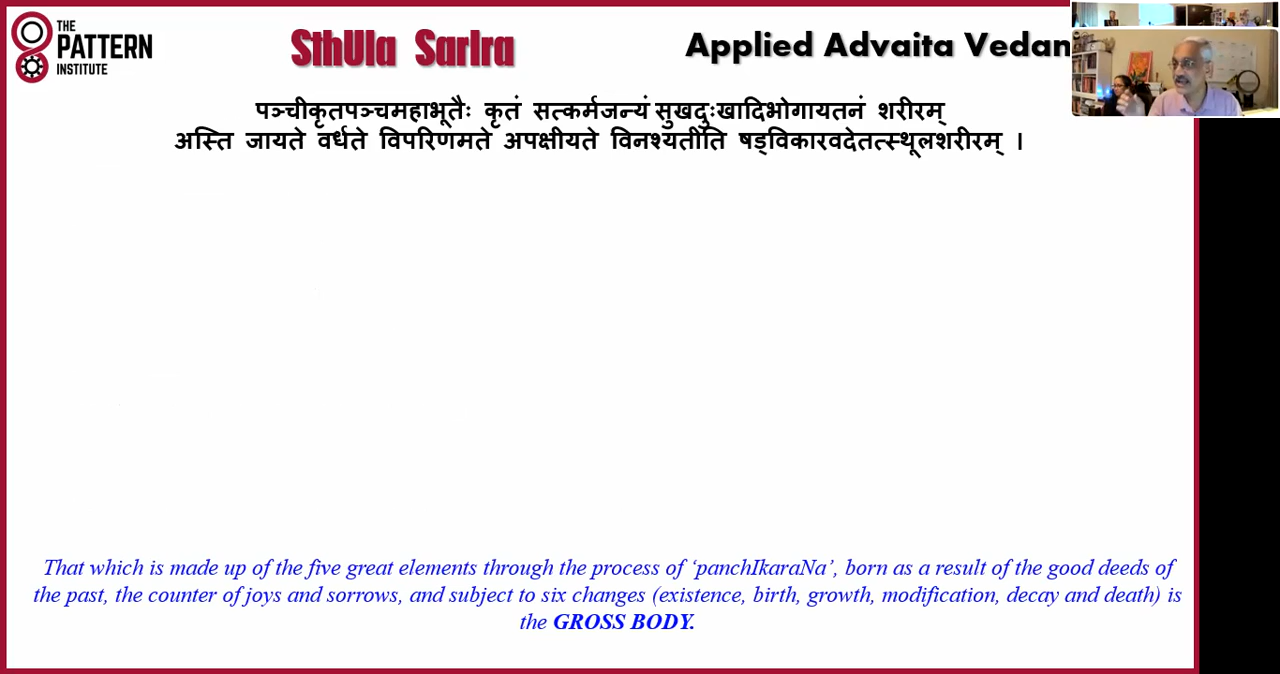 THE
PATTERN
INSTITUTE
SthUla SarIra
Applied Advaita Vedan
पञ्चीकृतपञ्चमहाभूतैः कृतं सत्कर्मजन्यं सुखदुःखादिभोगायतनं शरीरम्
अस्ति जायते वर्धते विपरिणमते अपक्षीयते विनश्यतीति षड्विकारवदेतत्स्थूलशरीरम् ।
That which is made up of the five great elements through the process of ‘panchIkaraNa’, born as a result of the good deeds of
the past, the counter of joys and sorrows, and subject to six changes (existence, birth, growth, modification, decay and death) is
the GROSS BODY.